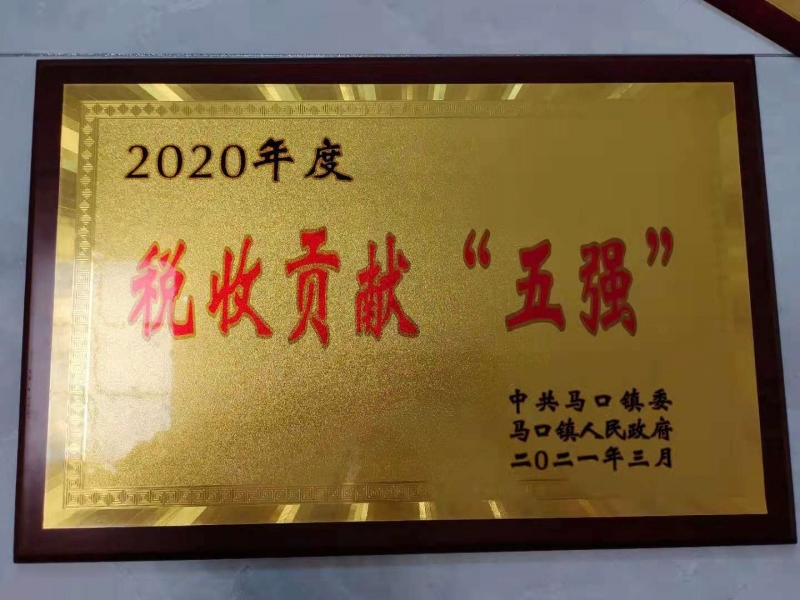 2020年度
税收贡献“五强”
中共马口镇委
马口镇人民政府
二0二一年三月